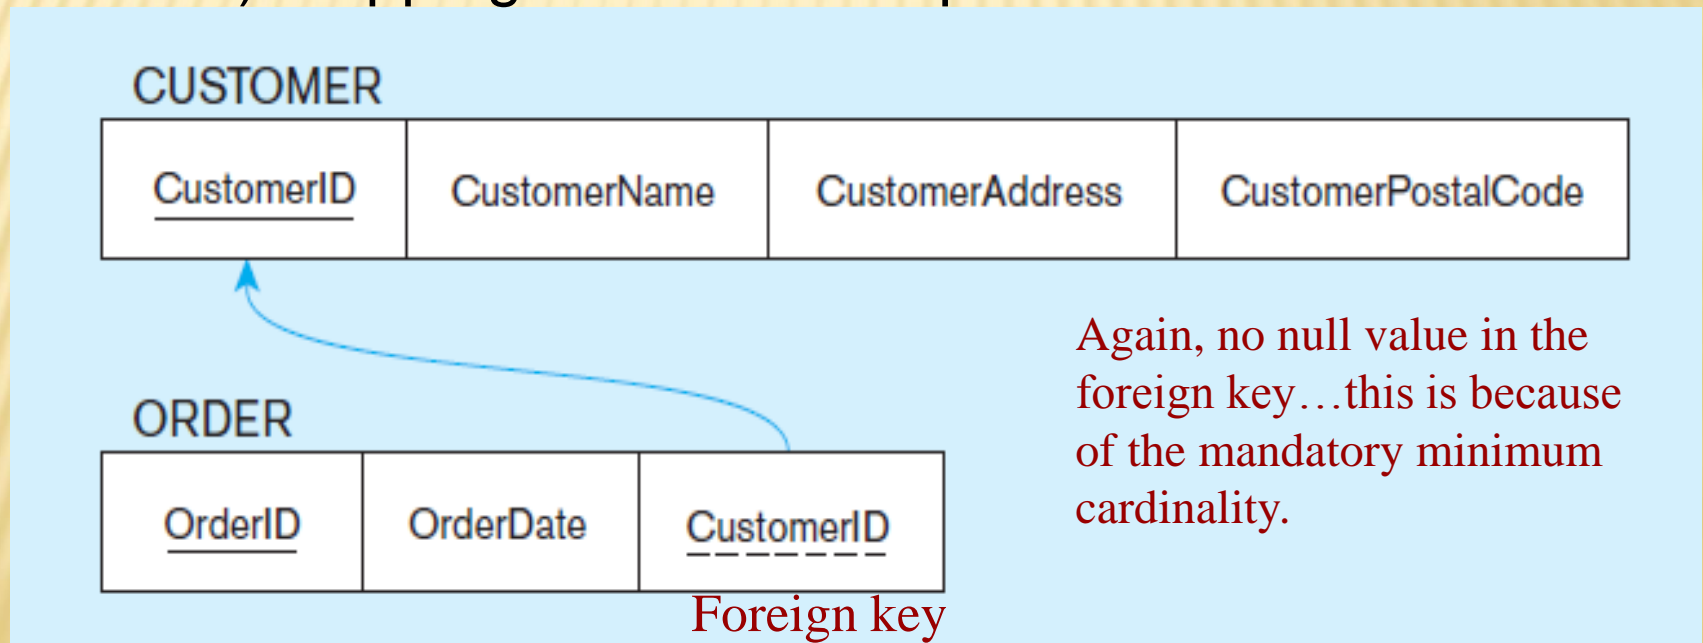 CUSTOMER
CustomerID CustomerName CustomerAddress CustomerPostalCode
Again, no null value in the
foreign key…this is because
of the mandatory minimum
cardinality.
ORDER
OrderID OrderDate CustomerID
Foreign key